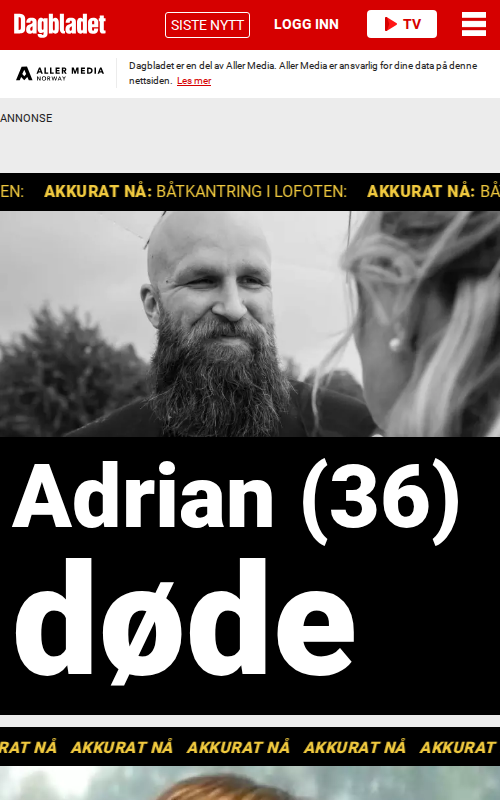 Dagbladet
SISTE NYTT
LOGG INN
TV
ALLER MEDIA
NORWAY
Dagbladet er en del av Aller Media. Aller Media er ansvarlig for dine data på denne
nettsiden. Les mer
ANNONSE
EN: AKKURAT NÅ: BÅTKANTRING I LOFOTEN: AKKURAT NÅ: BÅ
Adrian (36)
døde
RAT NÅ AKKURAT NÅ AKKURAT NÅ AKKURAT NÅ AKKURAT